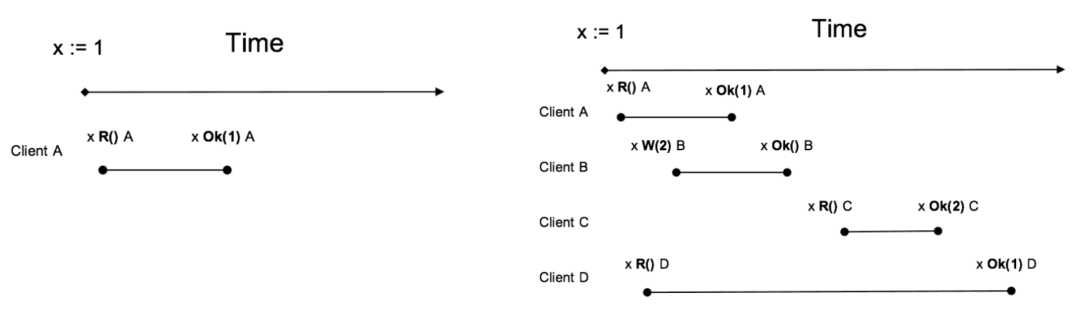 x := 1
Time
x R() A
x Ok(1) A
Client A
x := 1
Time
x R() A
x Ok(1) A
Client A
x W(2) B
x Ok() B
Client B
x R() C
x Ok(2) C
Client C
x R() D
x Ok(1) D
Client D